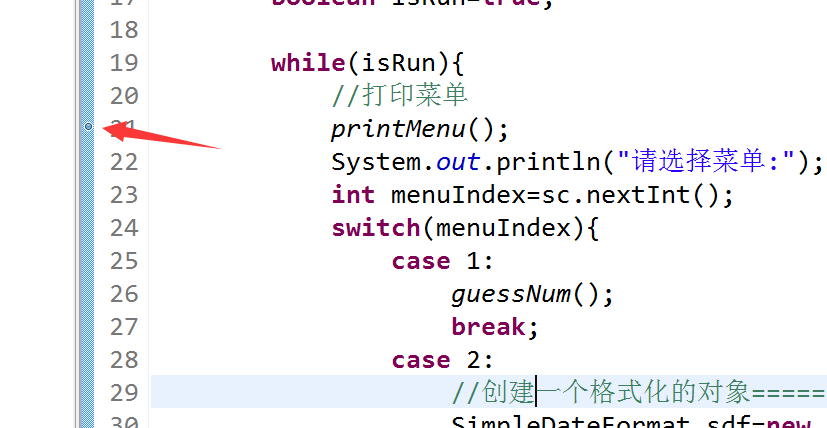 17 boolean isRun=true;
18
19 while(isRun){
20 //打印菜单
21 printMenu();
22 System.out.println("请选择菜单:");
23 int menuIndex=sc.nextInt();
24 switch(menuIndex){
25 case 1:
26 guessNum();
27 break;
28 case 2:
29 //创建一个格式化的对象=====
30 SimpleDateFormat sdf=new